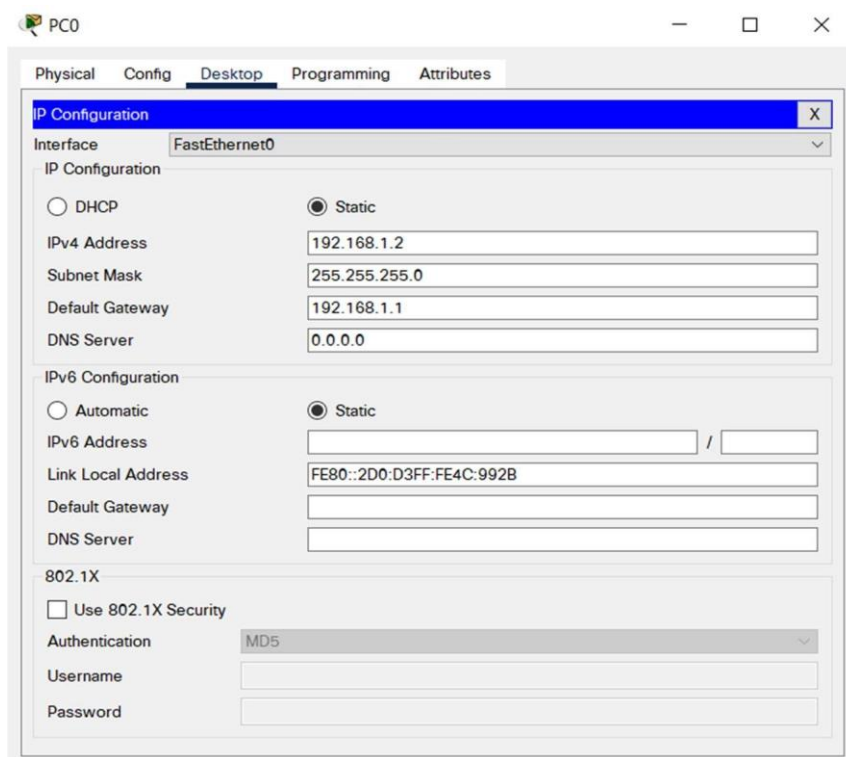 PC0
Physical Config Desktop Programming Attributes
IP Configuration X
Interface FastEthernet0
IP Configuration
DHCP Static
IPv4 Address 192.168.1.2
Subnet Mask 255.255.255.0
Default Gateway 192.168.1.1
DNS Server 0.0.0.0
IPv6 Configuration
Automatic Static
IPv6 Address /
Link Local Address FE80::2D0:D3FF:FE4C:992B
Default Gateway
DNS Server
802.1X
Use 802.1X Security
Authentication MD5
Username
Password